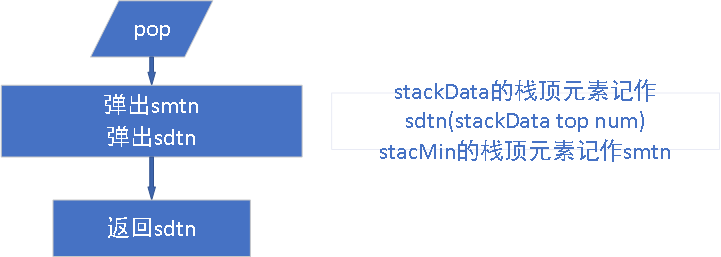 pop
弹出smtn
弹出sdtn
返回sdtn
stackData的栈顶元素记作
sdtn(stackData top num)
stacMin的栈顶元素记作smtn